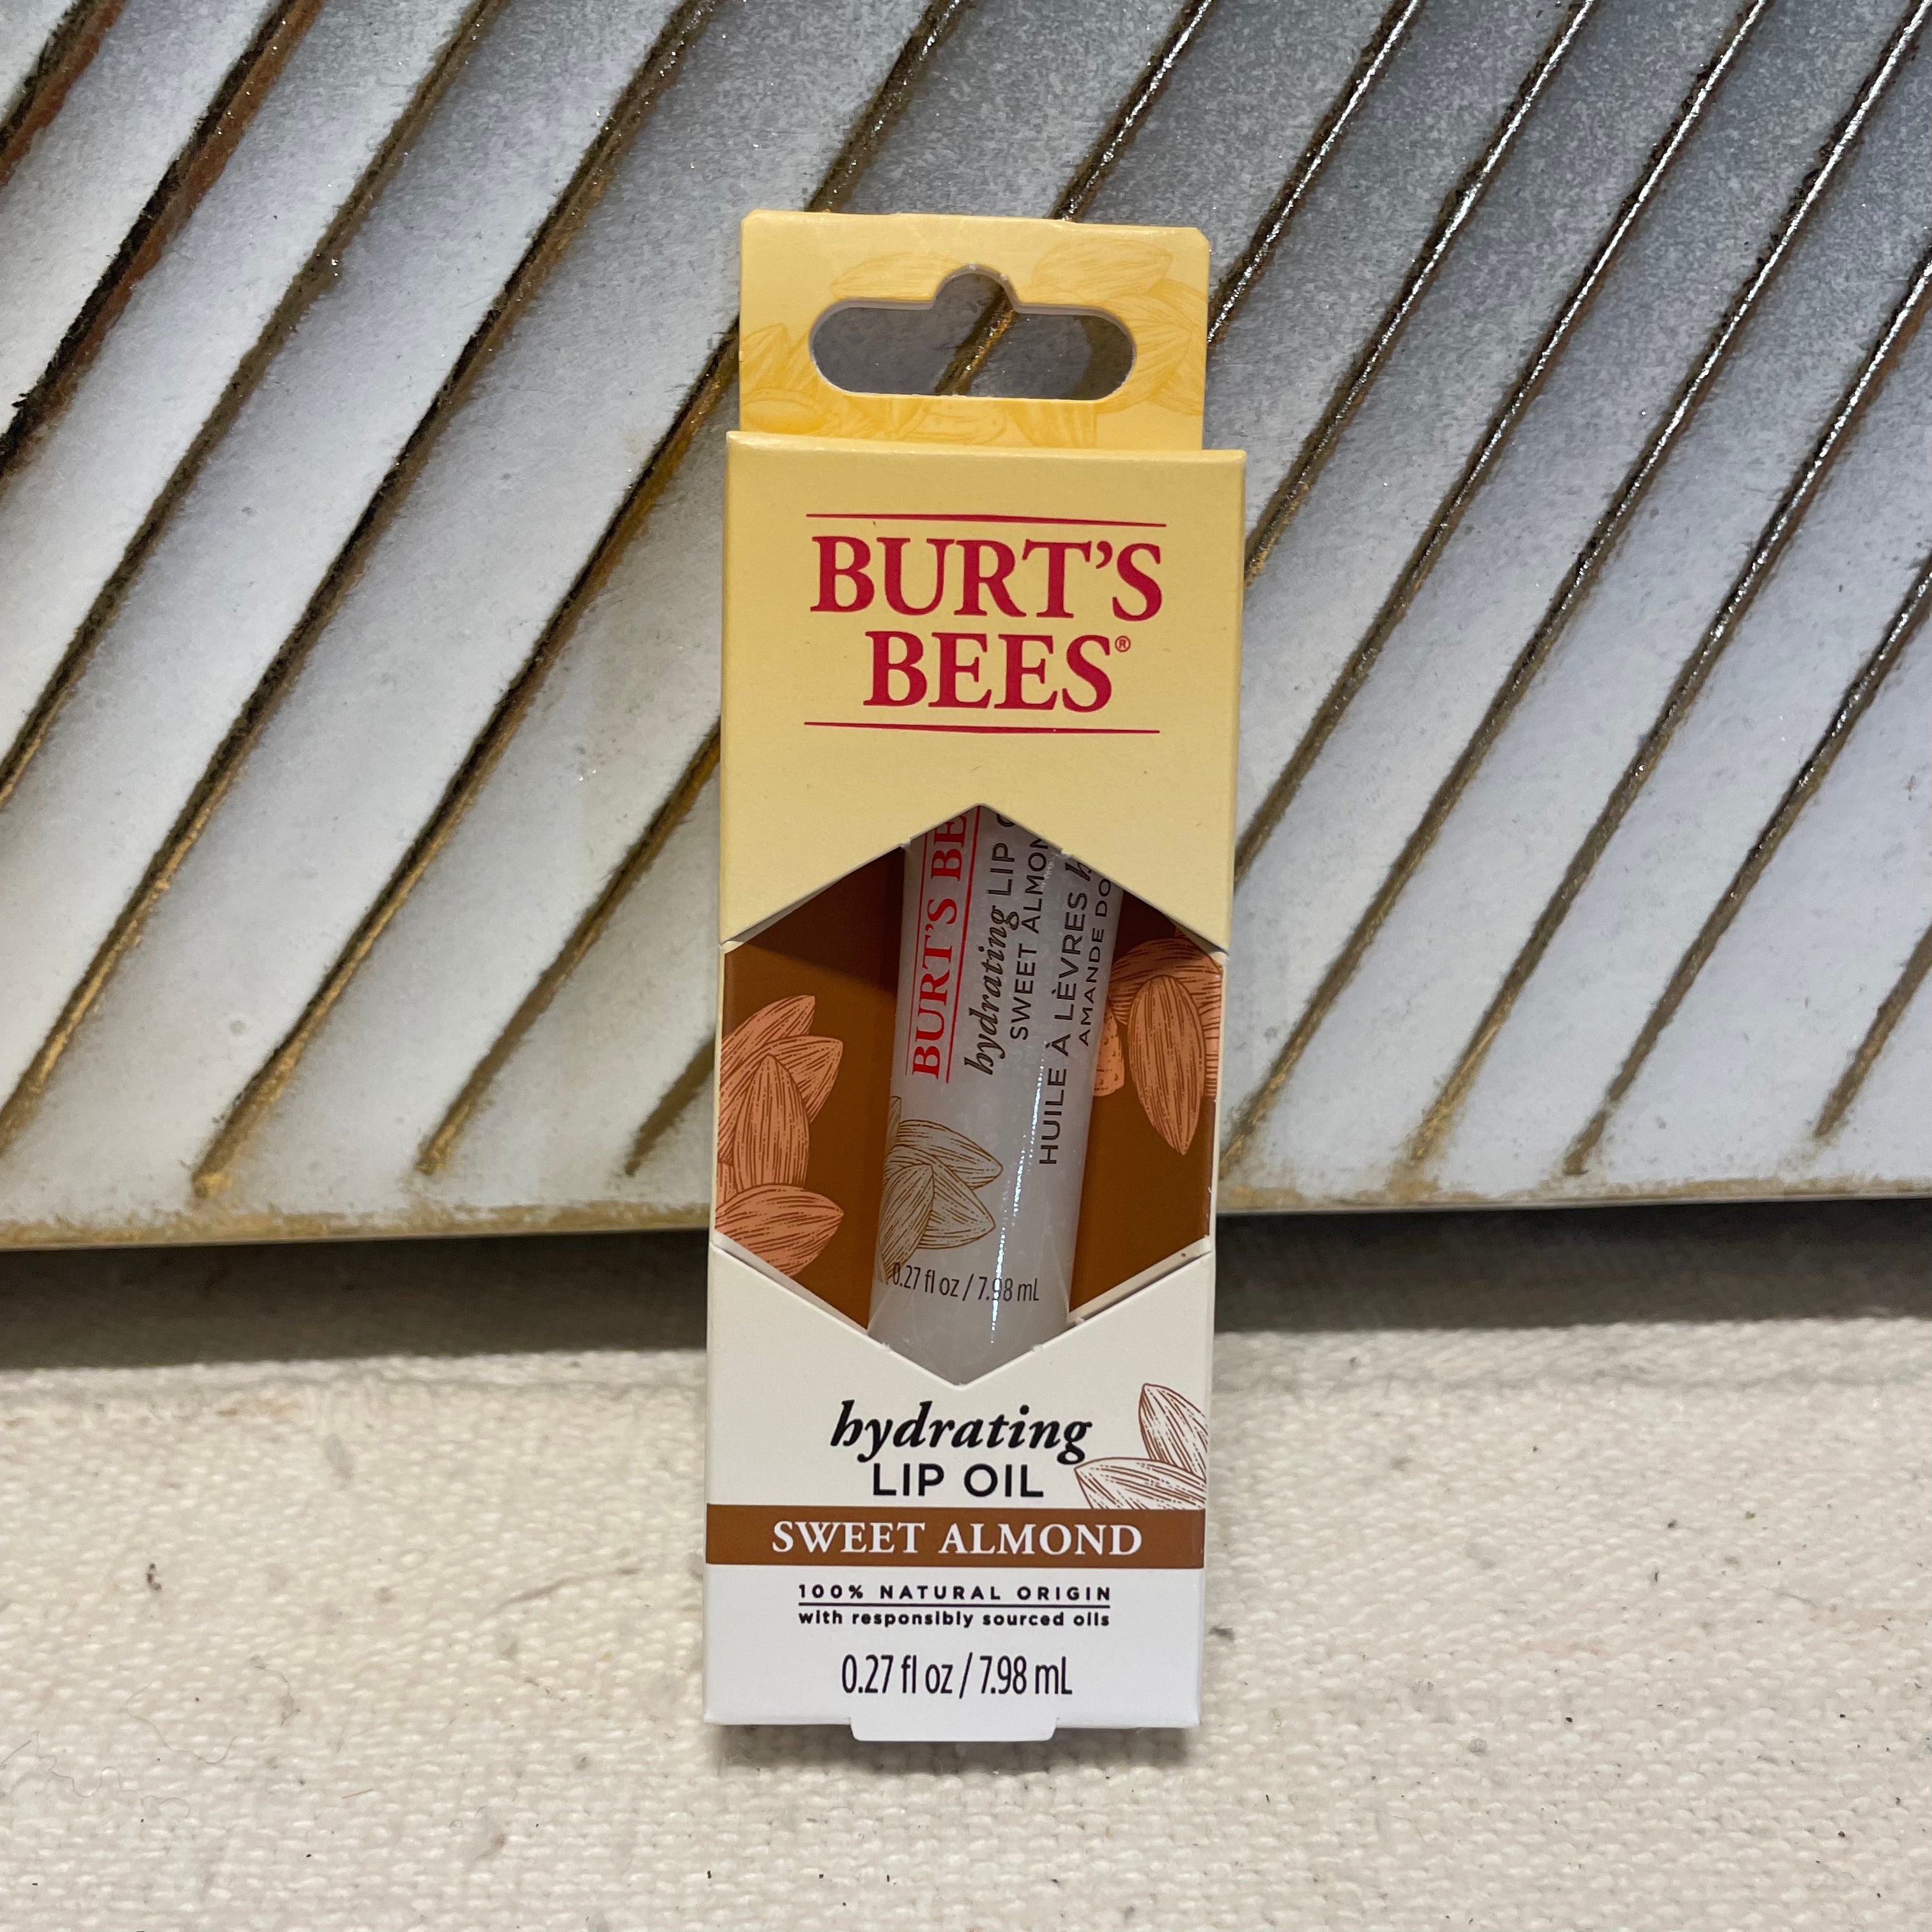 BURT'S
BEES®
BURT'S BE
hydrating LIP
SWEET ALMON
HUILE À LÈVRES h
AMANDE DO
0.27 fl oz / 7.98 mL
hydrating
LIP OIL
SWEET ALMOND
100% NATURAL ORIGIN
with responsibly sourced oils
0.27 fl oz / 7.98 mL